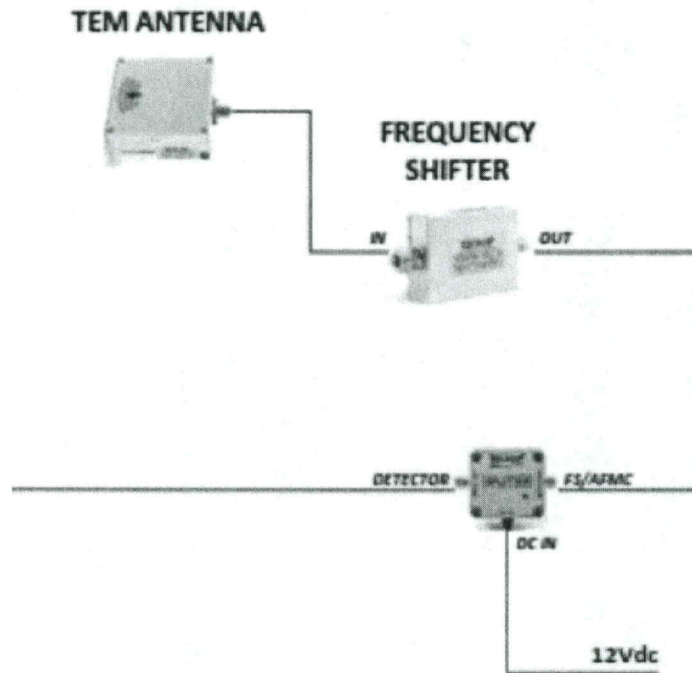 TEM ANTENNA
FREQUENCY
SHIFTER
IN
OUT
DETECTOR
FS/AFMC
DC IN
12Vdc